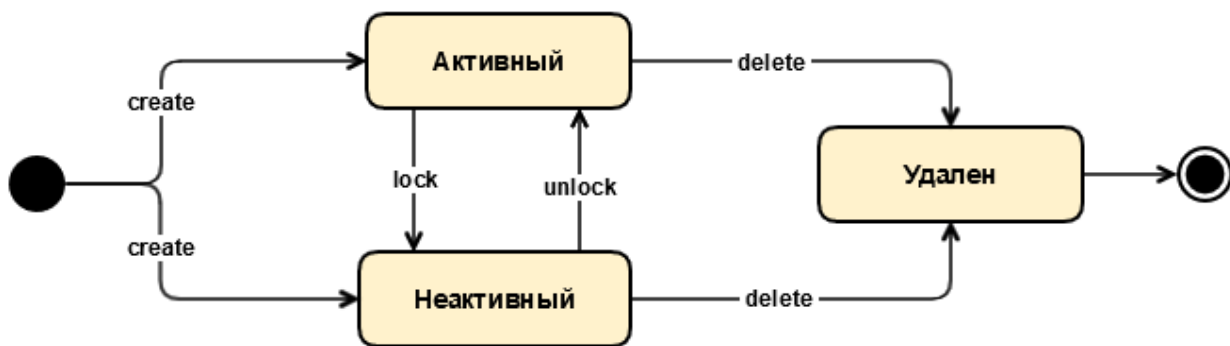 Активный
delete
create
lock
unlock
Удален
create
Неактивный
delete